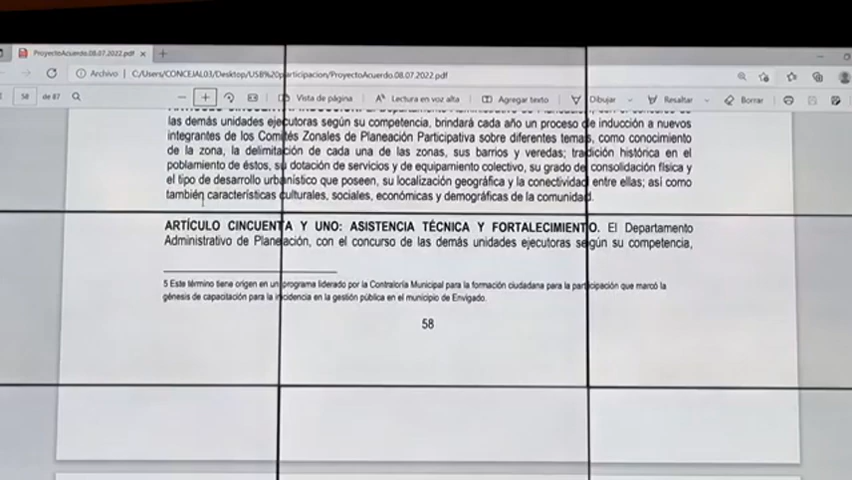 ProyectoAcuerdo.08.07.2022.pdf
Archivo | C:/Users/CONCEJAL03/Desktop/USB%20participacion/ProyectoAcuerdo.08.07.2022.pdf
58 de 87 Vista de página Lectura en voz alta Agregar texto Dibujar Resaltar Borrar
las demás unidades ejecutoras según su competencia, brindará cada año un proceso de inducción a nuevos
integrantes de los Comités Zonales de Planeación Participativa sobre diferentes temas, como conocimiento
de la zona, la delimitación de cada una de las zonas, sus barrios y veredas; tradición histórica en el
poblamiento de éstos, su dotación de servicios y de equipamiento colectivo, su grado de consolidación física y
el tipo de desarrollo urbanístico que poseen, su localización geográfica y la conectividad entre ellas; así como
también características culturales, sociales, económicas y demográficas de la comunidad.
ARTÍCULO CINCUENTA Y UNO: ASISTENCIA TÉCNICA Y FORTALECIMIENTO. El Departamento
Administrativo de Planeación, con el concurso de las demás unidades ejecutoras según su competencia,
5 Este término tiene origen en un programa liderado por la Contraloría Municipal para la formación ciudadana para la participación que marcó la
génesis de capacitación para la incidencia en la gestión pública en el municipio de Envigado.
58